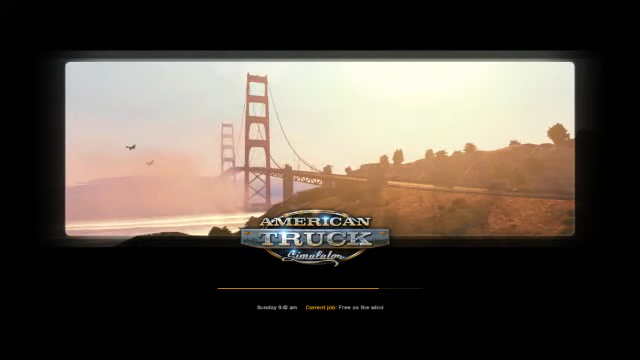 AMERICAN
TRUCK
Simulator
Sunday 9:42 am Current job: Free as the wind